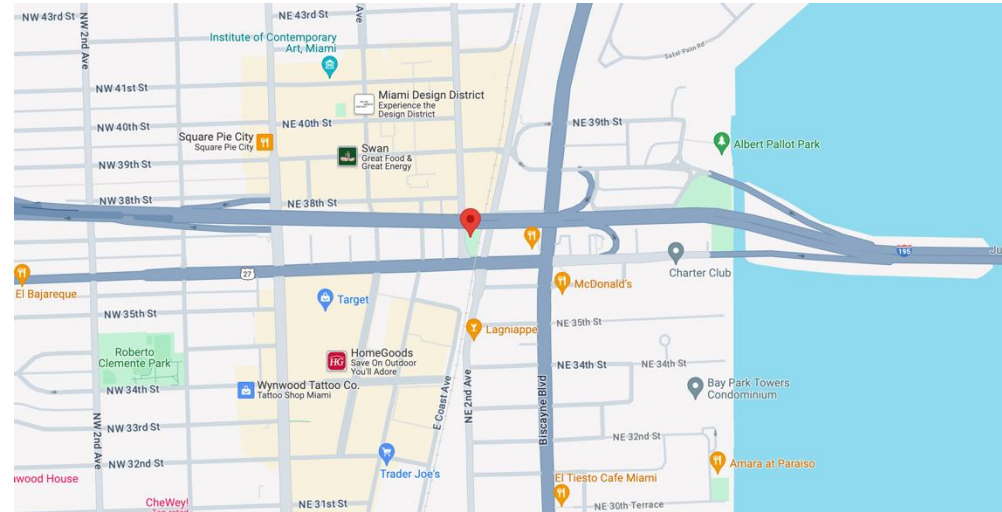 NW 43rd St
NE 43rd St
Ave
NW 2nd Ave
Institute of Contemporary
Art, Miami
Sabal Palm Rd
NW 41st St
Miami Design District
Experience the
Design District
NW 40th St
NE 40th St
NE 39th St
Square Pie City
Square Pie City
Swan
Great Food &
Great Energy
Albert Pallot Park
NW 39th St
NW 38th St
NE 38th St
195
Ju
27
Charter Club
El Bajareque
Target
McDonald's
NW 35th St
Lagniappe
NE 35th St
Roberto
Clemente Park
HG
HomeGoods
Save On Outdoor
You'll Adore
NE 34th St
NE 34th St
Wynwood Tattoo Co.
Tattoo Shop Miami
NW 34th St
Bay Park Towers
Condominium
E Coast Ave
NE 2nd Ave
Biscayne Blvd
NW 2nd Ave
NW 33rd St
NE 32nd St
NW 32nd St
Trader Joe's
Amara at Paraiso
wood House
El Tiesto Cafe Miami
CheWey!
NE 31st St
NE 30th Terrace